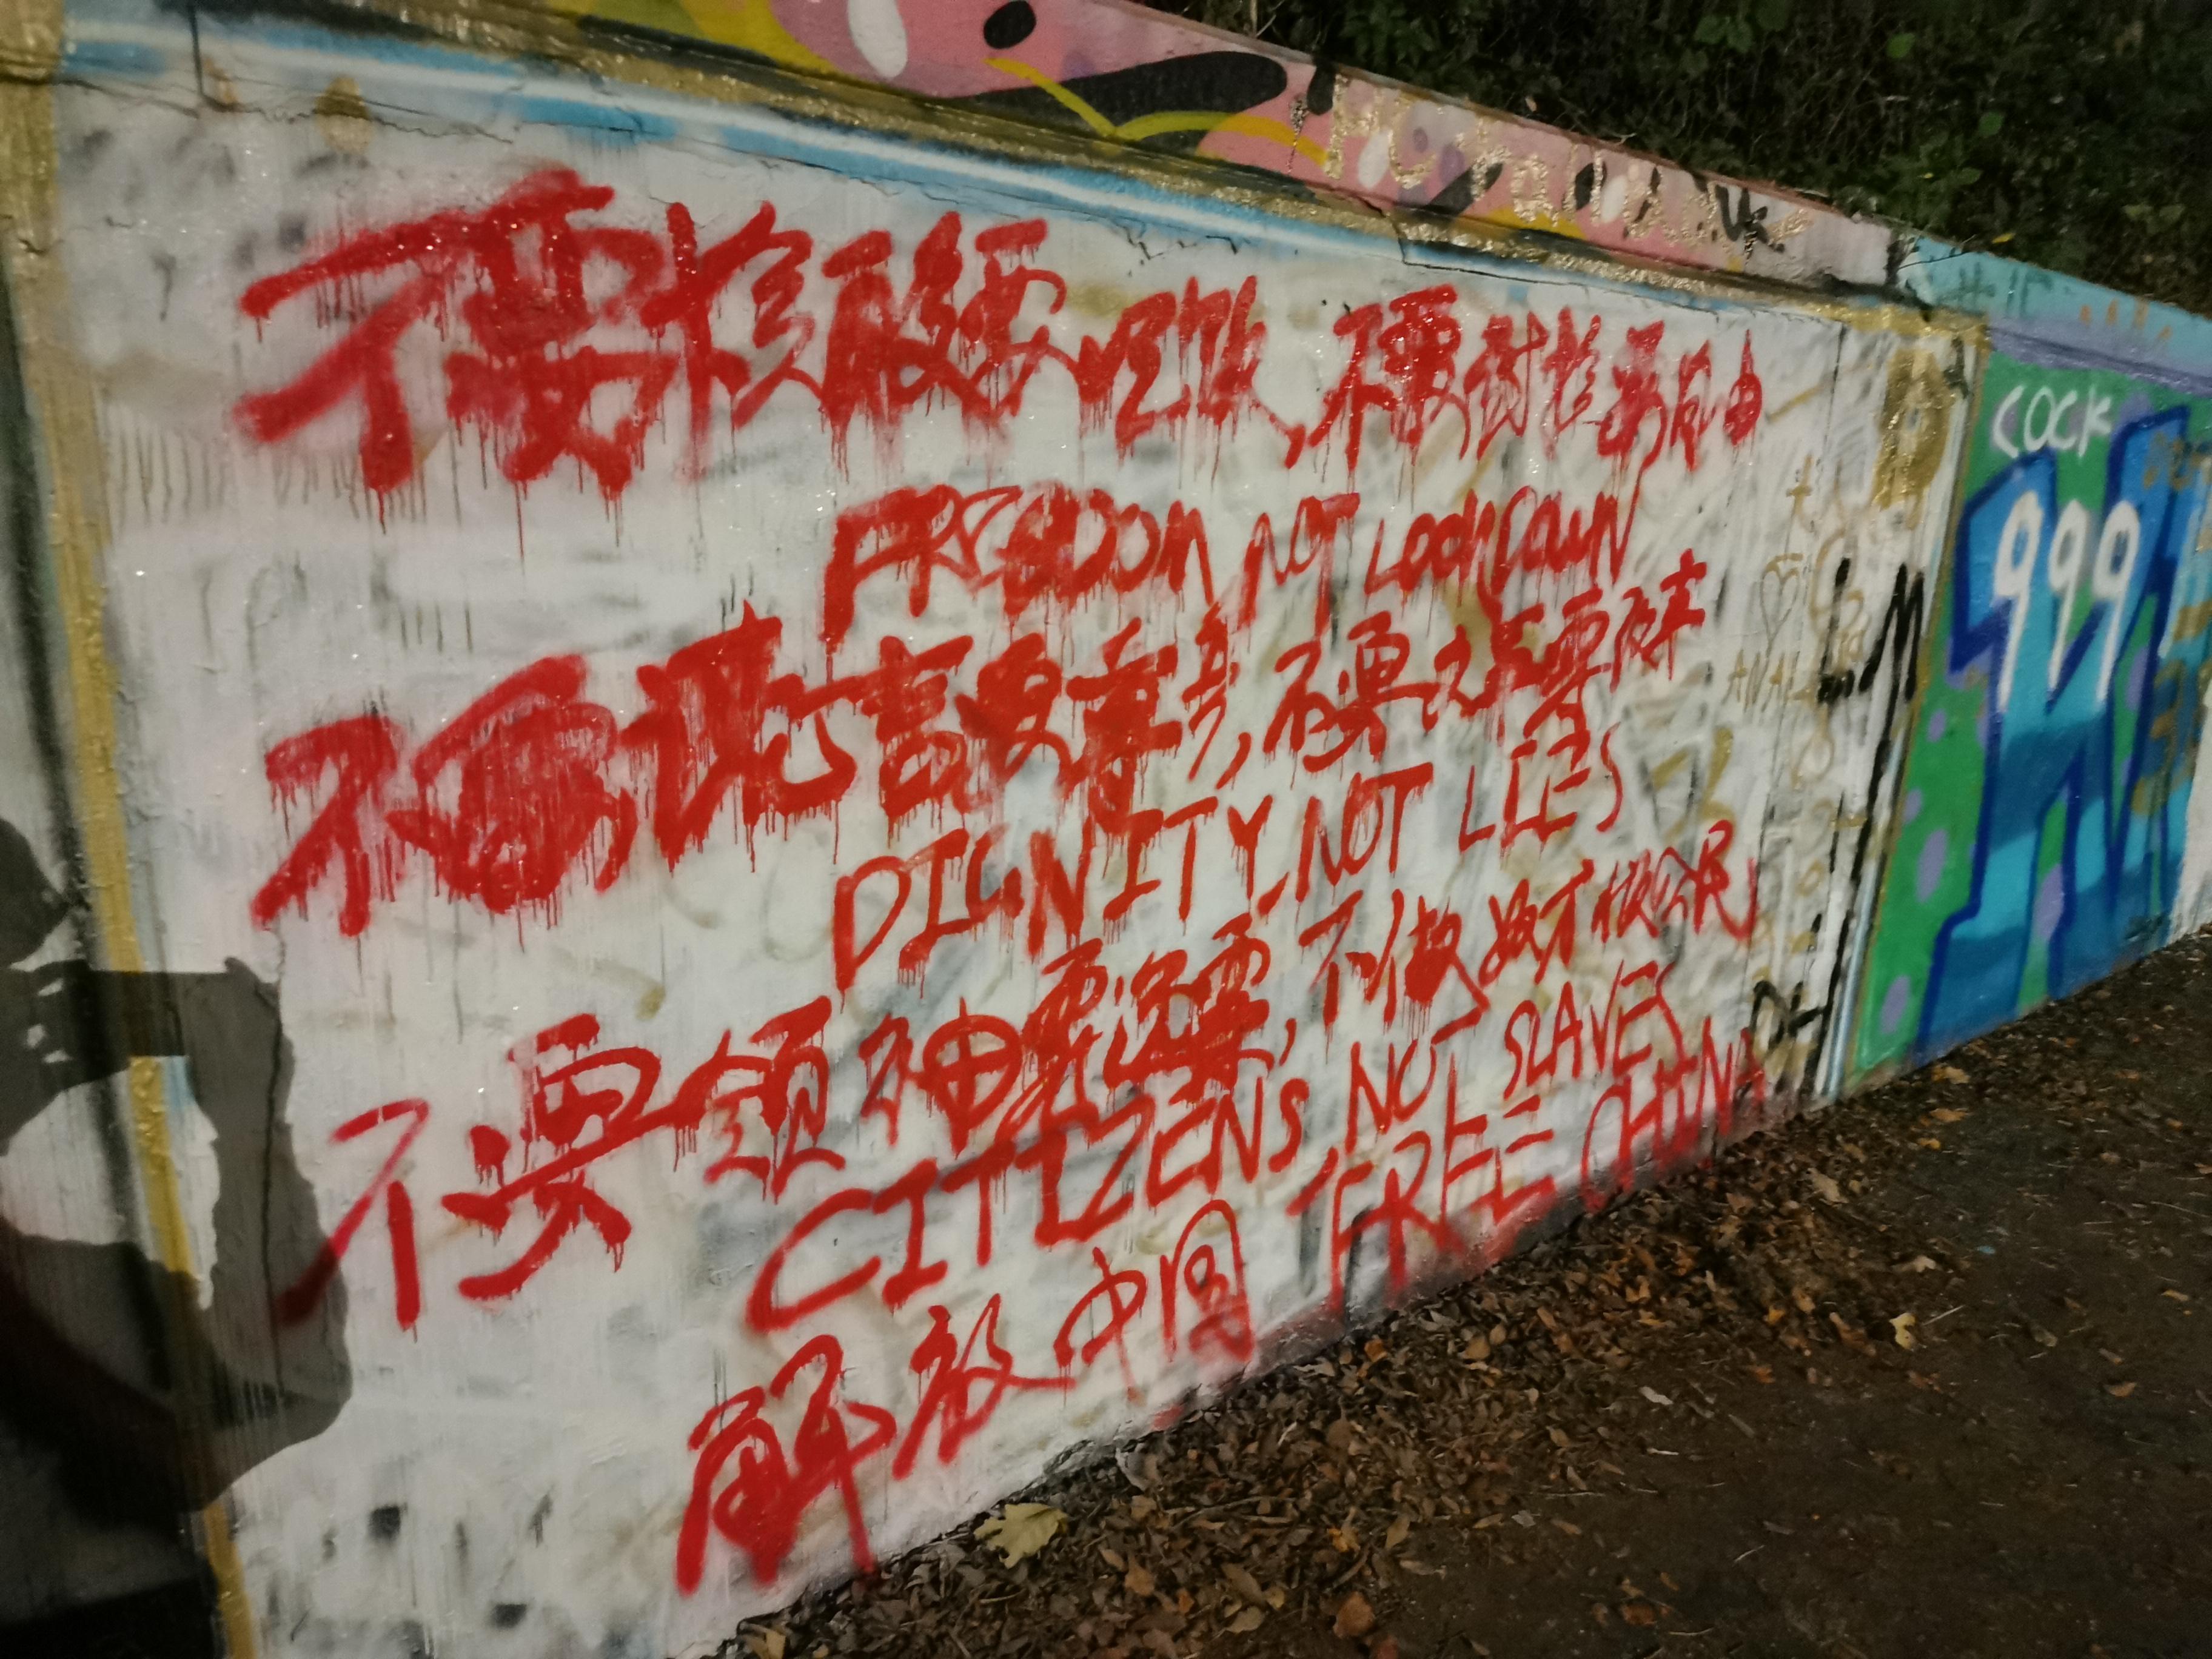 不要核酸要吃饭,不要封控要自由
FREEDOM NOT LOCKDOWN
不要谎言要尊严,不要文革要改革
DIGNITY, NOT LIES
不要领袖要选票,不做奴才做公民
CITIZENS, NOT SLAVES
解放中国 FREE CHINA
COCK
999